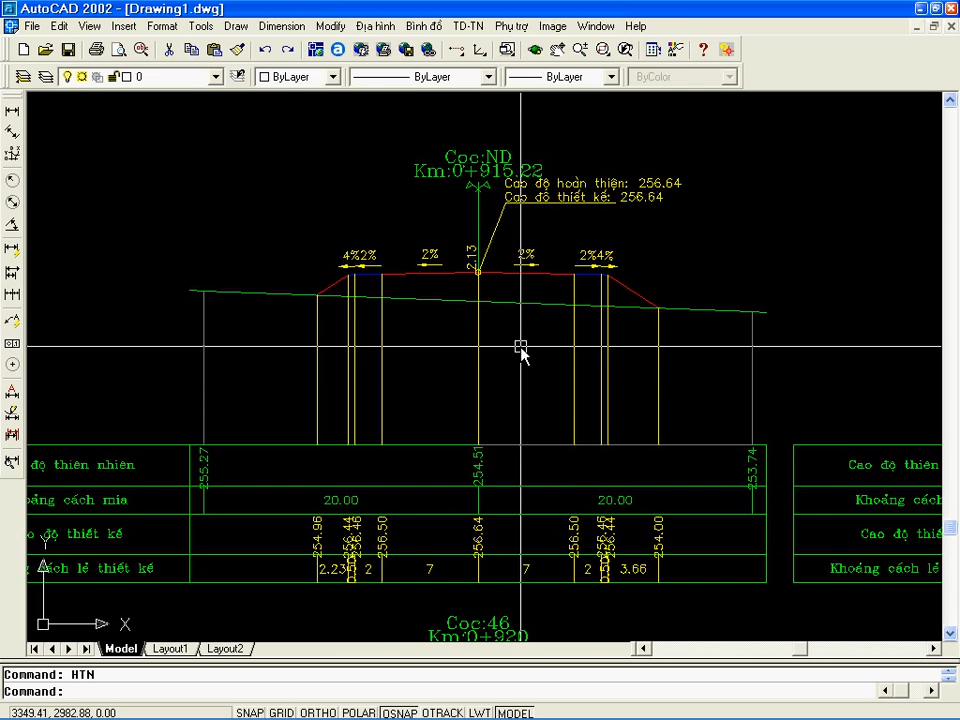 AutoCAD 2002 - [Drawing1.dwg]
File Edit View Insert Format Tools Draw Dimension Modify Địa hình Bình đồ TD-TN Phụ trợ Image Window Help
0 ByLayer ByLayer ByLayer ByColor
Cọc:ND
Km:0+915.22
Cao độ hoàn thiện: 256.64
Cao độ thiết kế: 256.64
4% 2% 2% 2.13 2% 2% 4%
độ thiên nhiên 255.27 254.51 253.74 Cao độ thiên
oảng cách mia 20.00 20.00 Khoảng cách
o độ thiết kế 254.96 256.44 256.46 256.50 256.64 256.50 256.46 256.44 254.00 Cao độ thiế
cách lẻ thiết kế 2.23 0.50 2 7 7 2 0.50 3.66 Khoảng cách lẻ
Y
X
Cọc:46
Km:0+920
Model Layout1 Layout2
Command: HTN
Command:
3349.41, 2982.88, 0.00 SNAP GRID ORTHO POLAR OSNAP OTRACK LWT MODEL